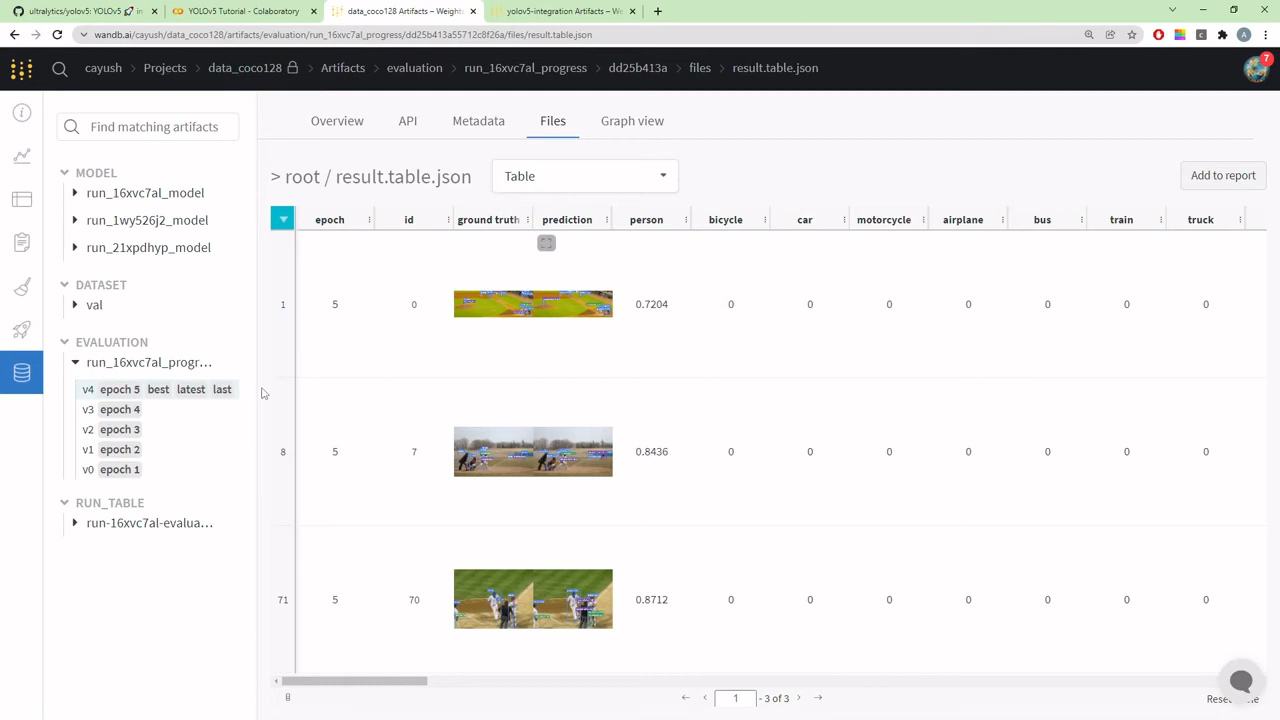 ultralytics/yolov5: YOLOv5 🚀 in
YOLOv5 Tutorial - Colaboratory
data_coco128 Artifacts – Weights
yolov5-integration Artifacts – We
wandb.ai/cayush/data_coco128/artifacts/evaluation/run_16xvc7al_progress/dd25b413a55712c8f26a/files/result.table.json
A
cayush > Projects > data_coco128 > Artifacts > evaluation > run_16xvc7al_progress > dd25b413a > files > result.table.json
7
Find matching artifacts
MODEL
run_16xvc7al_model
run_1wy526j2_model
run_21xpdhyp_model
DATASET
val
EVALUATION
run_16xvc7al_progr...
v4 epoch 5 best latest last
v3 epoch 4
v2 epoch 3
v1 epoch 2
v0 epoch 1
RUN_TABLE
run-16xvc7al-evalua...
Overview API Metadata Files Graph view
> root / result.table.json
Table
Add to report
epoch id ground truth prediction person bicycle car motorcycle airplane bus train truck
1 5 0 0.7204 0 0 0 0 0 0 0
8 5 7 0.8436 0 0 0 0 0 0 0
71 5 70 0.8712 0 0 0 0 0 0 0
1 - 3 of 3